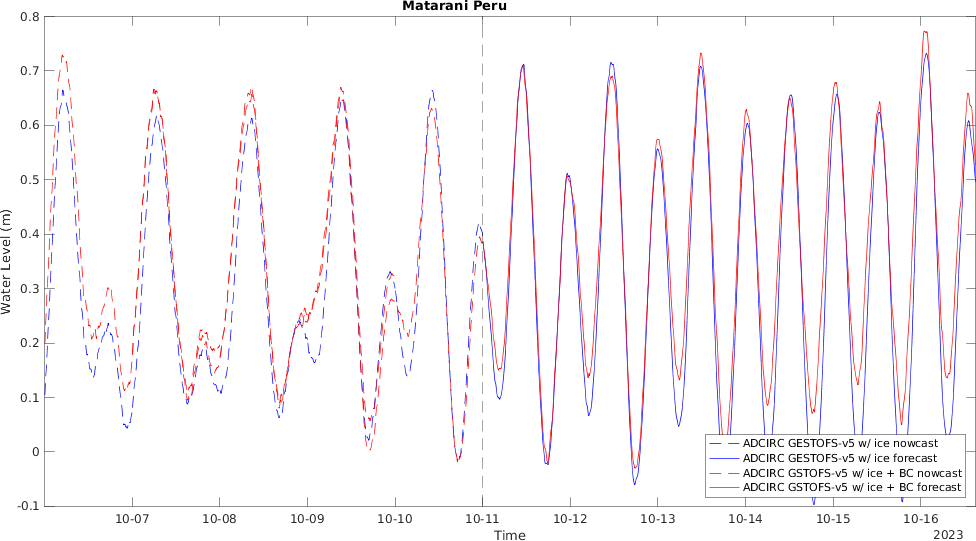 Matarani Peru
0.8
0.7
0.6
0.5
0.4
0.3
0.2
0.1
0
-0.1
Water Level (m)
ADCIRC GESTOFS-v5 w/ ice nowcast
ADCIRC GESTOFS-v5 w/ ice forecast
ADCIRC GSTOFS-v5 w/ ice + BC nowcast
ADCIRC GSTOFS-v5 w/ ice + BC forecast
10-07 10-08 10-09 10-10 10-11 10-12 10-13 10-14 10-15 10-16
Time
2023